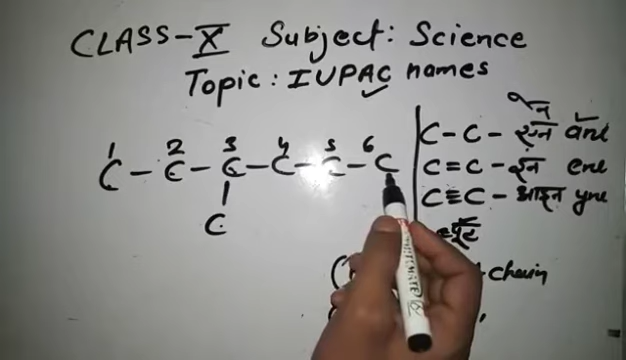 CLASS-X Subject: Science
Topic: IUPAC names
1 2 3 4 5 6
C-C-C-C-C-C
C
C-C- एन ane
C=C- ईन ene
C≡C- आइन yne
chain